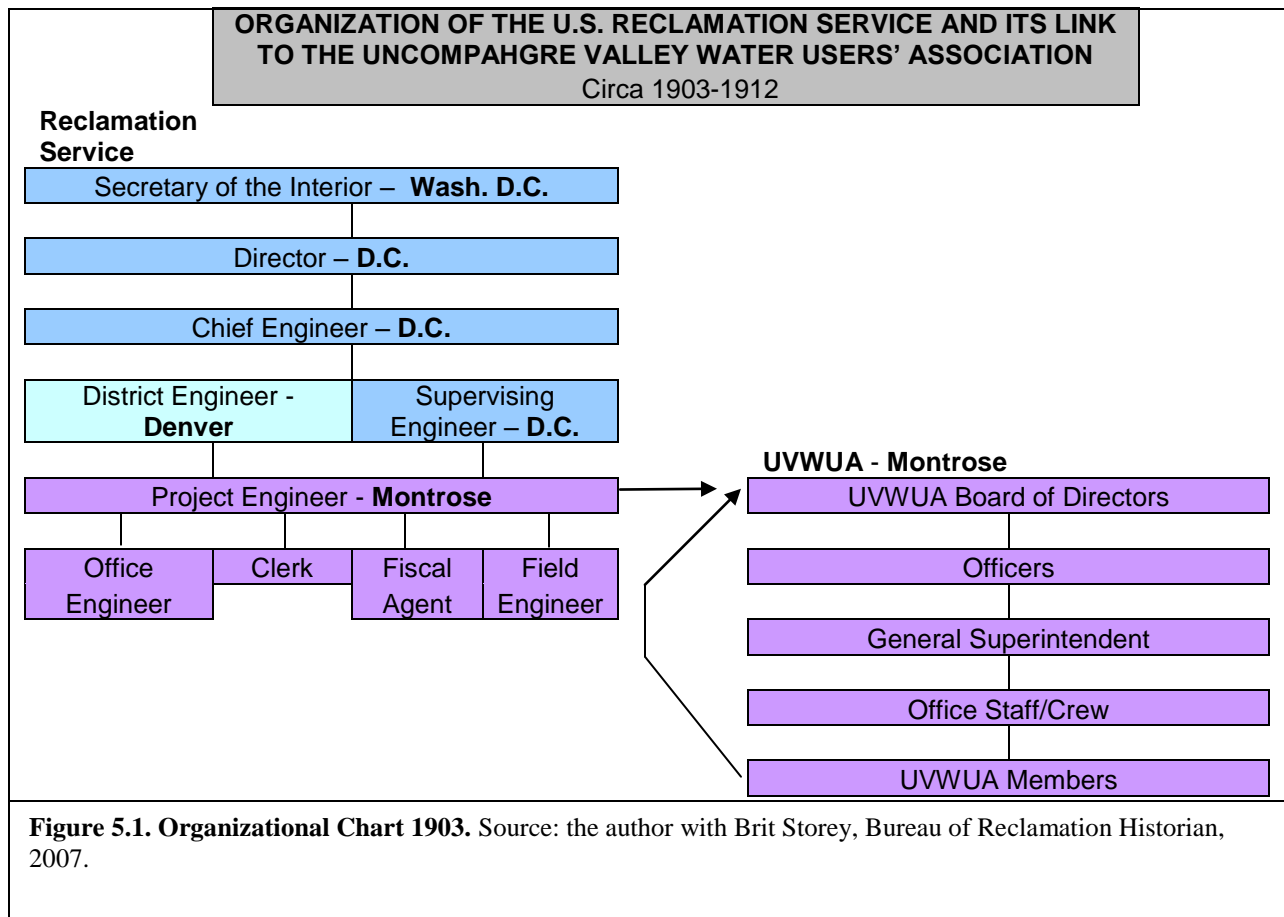 ORGANIZATION OF THE U.S. RECLAMATION SERVICE AND ITS LINK
TO THE UNCOMPAHGRE VALLEY WATER USERS’ ASSOCIATION
Circa 1903-1912
Reclamation
Service
Secretary of the Interior – Wash. D.C.
Director – D.C.
Chief Engineer – D.C.
District Engineer -
Denver
Supervising
Engineer – D.C.
Project Engineer - Montrose
Office
Engineer
Clerk
Fiscal
Agent
Field
Engineer
UVWUA - Montrose
UVWUA Board of Directors
Officers
General Superintendent
Office Staff/Crew
UVWUA Members
Figure 5.1. Organizational Chart 1903. Source: the author with Brit Storey, Bureau of Reclamation Historian,
2007.